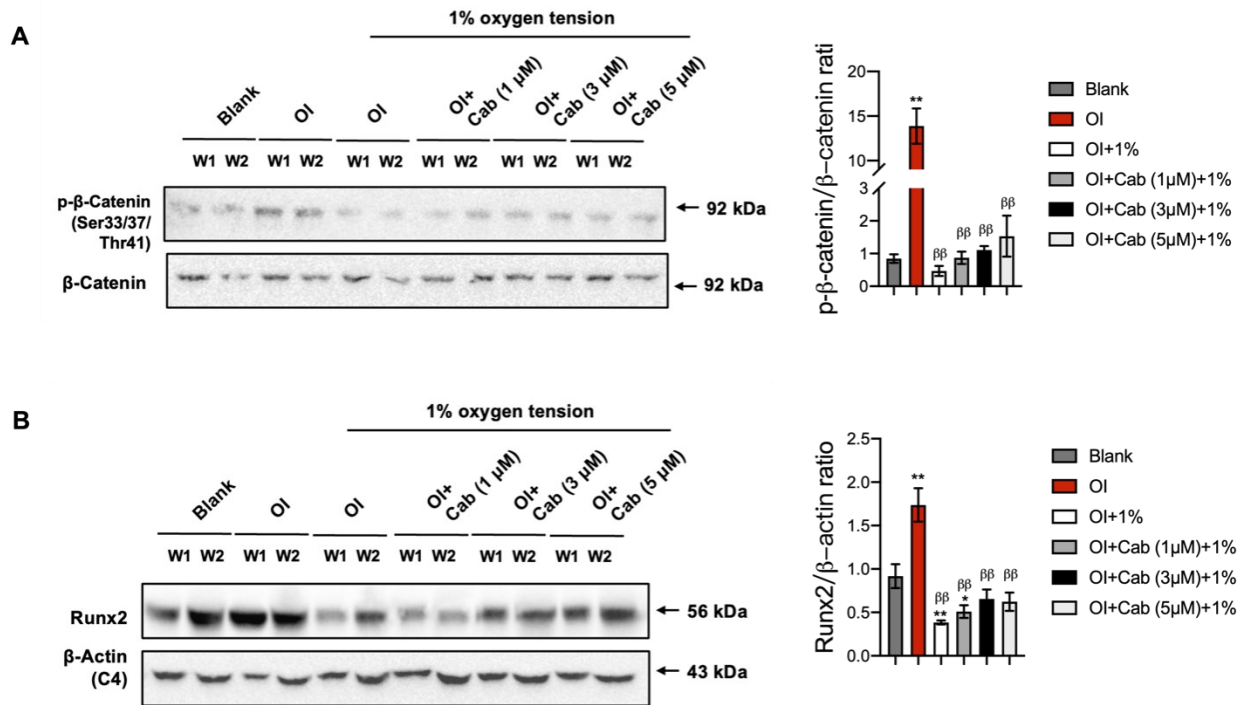 A
1% oxygen tension
Blank
OI
OI
OI+
Cab (1 µM)
OI+
Cab (3 µM)
OI+
Cab (5 µM)
W1 W2 W1 W2 W1 W2 W1 W2 W1 W2 W1 W2
p-β-Catenin
(Ser33/37/
Thr41)
92 kDa
β-Catenin
92 kDa
p-β-catenin/β-catenin rati
20
15
10
3
2
1
0
**
ββ
ββ
ββ
ββ
Blank
OI
OI+1%
OI+Cab (1µM)+1%
OI+Cab (3µM)+1%
OI+Cab (5µM)+1%
B
1% oxygen tension
Blank
OI
OI
OI+
Cab (1 µM)
OI+
Cab (3 µM)
OI+
Cab (5 µM)
W1 W2 W1 W2 W1 W2 W1 W2 W1 W2 W1 W2
Runx2
56 kDa
β-Actin
(C4)
43 kDa
Runx2/β–actin ratio
2.5
2.0
1.5
1.0
0.5
0.0
**
ββ
**
ββ
*
ββ
ββ
Blank
OI
OI+1%
OI+Cab (1µM)+1%
OI+Cab (3µM)+1%
OI+Cab (5µM)+1%